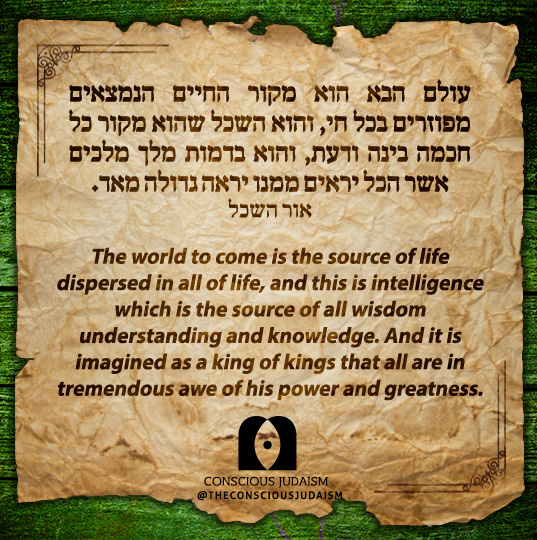 עולם הבא הוא מקור החיים הנמצאים
מפוזרים בכל חי, והוא השכל שהוא מקור כל
חכמה בינה ודעת, והוא בדמות מלך מלכים
אשר הכל יראים ממנו יראה גדולה מאד.
אור השכל
The world to come is the source of life
dispersed in all of life, and this is intelligence
which is the source of all wisdom
understanding and knowledge. And it is
imagined as a king of kings that all are in
tremendous awe of his power and greatness.
CONSCIOUS JUDAISM
@THECONSCIOUSJUDAISM